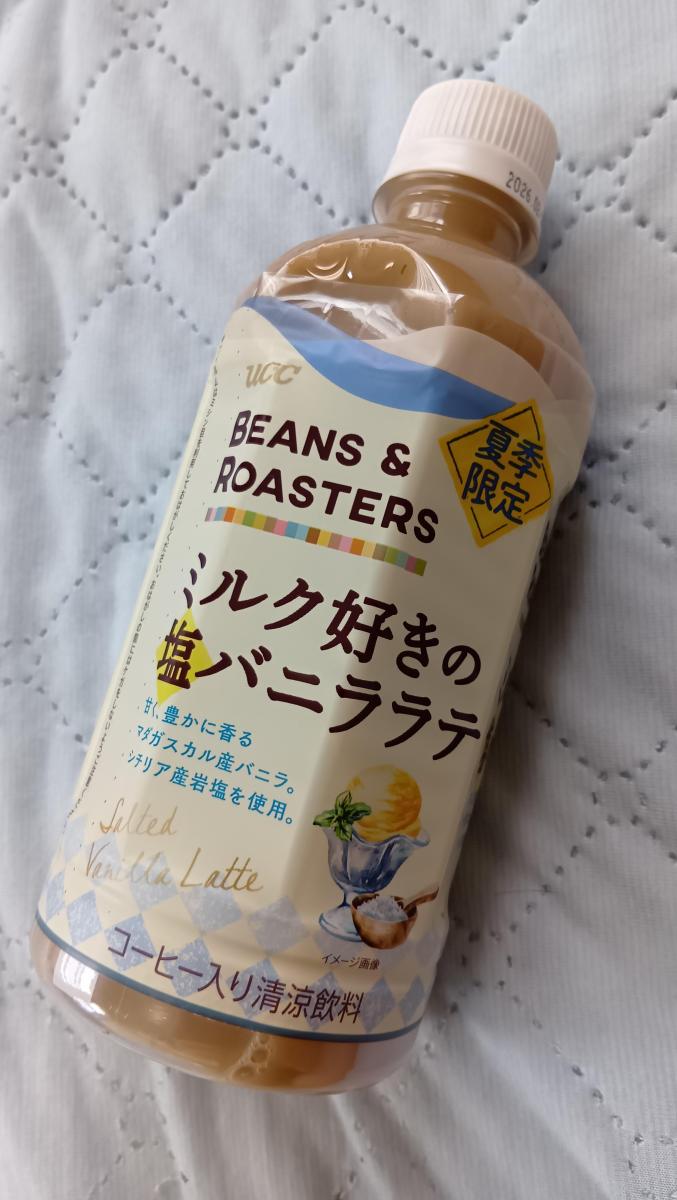 2026.
UCC
BEANS &
ROASTERS
夏季
限定
ミルク好きの
塩バニララテ
甘く、豊かに香る
マダガスカル産バニラ。
シチリア産岩塩を使用。
Salted
Vanilla Latte
イメージ画像
コーヒー入り清涼飲料